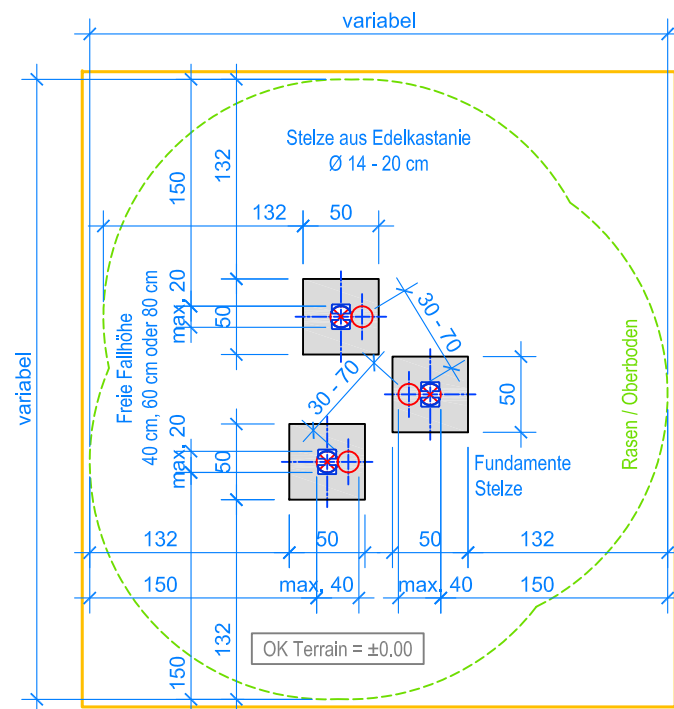 variabel
Stelze aus Edelkastanie
Ø 14 - 20 cm
150
132
132
50
variabel
Freie Fallhöhe
40 cm, 60 cm oder 80 cm
max. 20
50
30 - 70
30 - 70
50
Rasen / Oberboden
max. 20
50
Fundamente
Stelze
132
50
50
132
150
max. 40
max. 40
150
132
150
OK Terrain = ±0.00